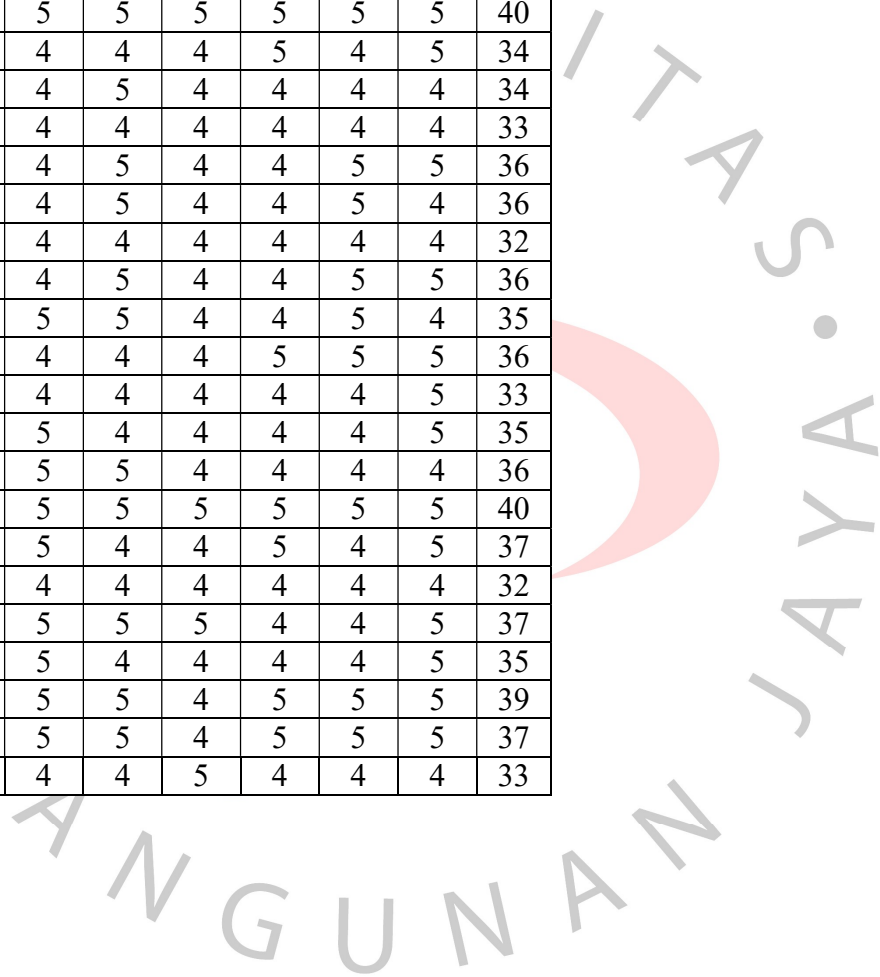 5 5 5 5 5 5 40
4 4 4 5 4 5 34
4 5 4 4 4 4 34
4 4 4 4 4 4 33
4 5 4 4 5 5 36
4 5 4 4 5 4 36
4 4 4 4 4 4 32
4 5 4 4 5 5 36
5 5 4 4 5 4 35
4 4 4 5 5 5 36
4 4 4 4 4 5 33
5 4 4 4 4 5 35
5 5 4 4 4 4 36
5 5 5 5 5 5 40
5 4 4 5 4 5 37
4 4 4 4 4 4 32
5 5 5 4 4 5 37
5 4 4 4 4 5 35
5 5 4 5 5 5 39
5 5 4 5 5 5 37
4 4 5 4 4 4 33
ITAS • 
ANGUNAN JAYA